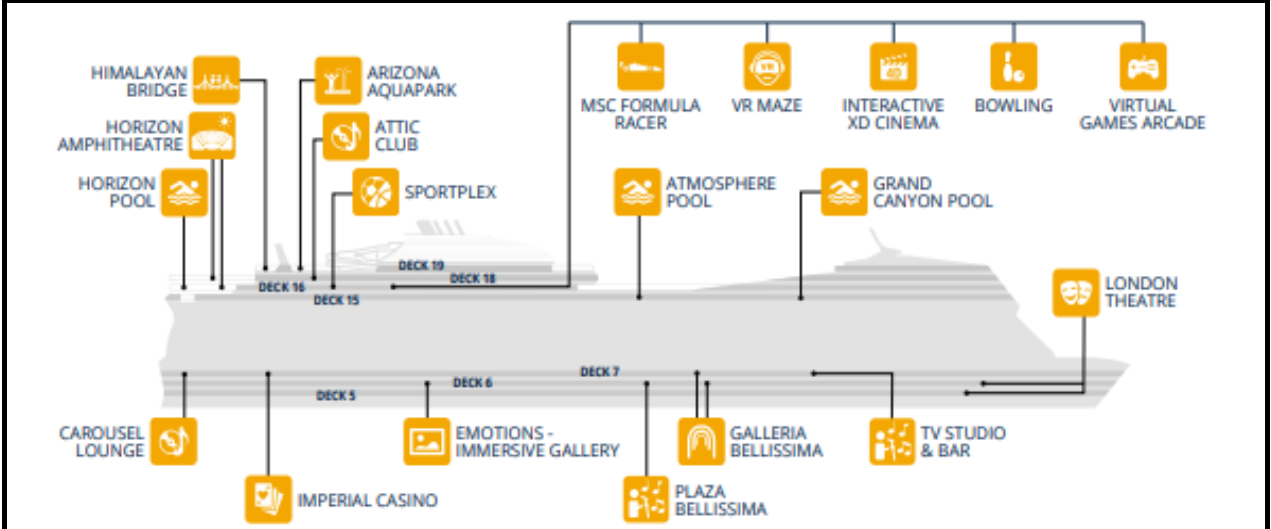 HIMALAYAN
BRIDGE
ARIZONA
AQUAPARK
HORIZON
AMPHITHEATRE
ATTIC
CLUB
HORIZON
POOL
SPORTPLEX
MSC FORMULA
RACER
VR
VR MAZE
INTERACTIVE
XD CINEMA
BOWLING
VIRTUAL
GAMES ARCADE
ATMOSPHERE
POOL
GRAND
CANYON POOL
DECK 19
DECK 18
DECK 16
DECK 15
LONDON
THEATRE
DECK 7
DECK 6
DECK 5
CAROUSEL
LOUNGE
IMPERIAL CASINO
EMOTIONS -
IMMERSIVE GALLERY
PLAZA
BELLISSIMA
GALLERIA
BELLISSIMA
TV STUDIO
& BAR